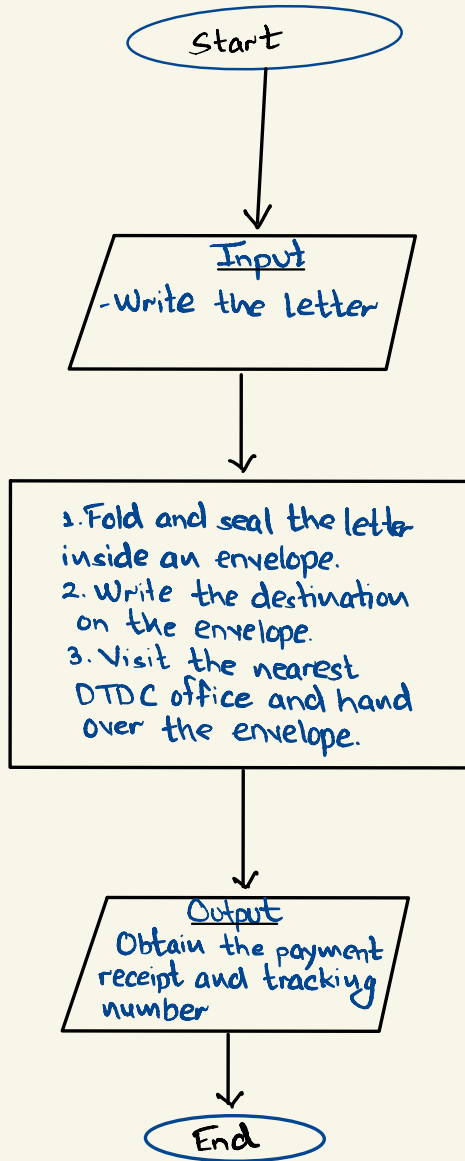 Start
Input
-Write the letter
1. Fold and seal the letter
inside an envelope.
2. Write the destination
on the envelope.
3. Visit the nearest
DTDC office and hand
over the envelope.
Output
Obtain the payment
receipt and tracking
number
End